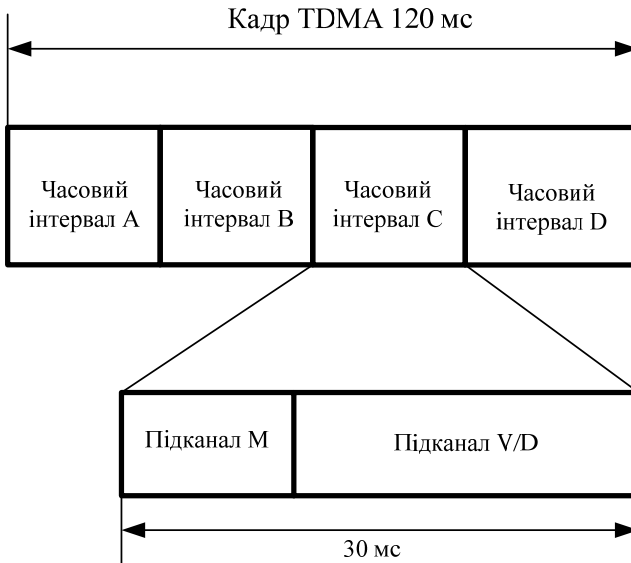 Кадр TDMA 120 мс
Часовий
інтервал A
Часовий
інтервал B
Часовий
інтервал C
Часовий
інтервал D
Підканал M
Підканал V/D
30 мс